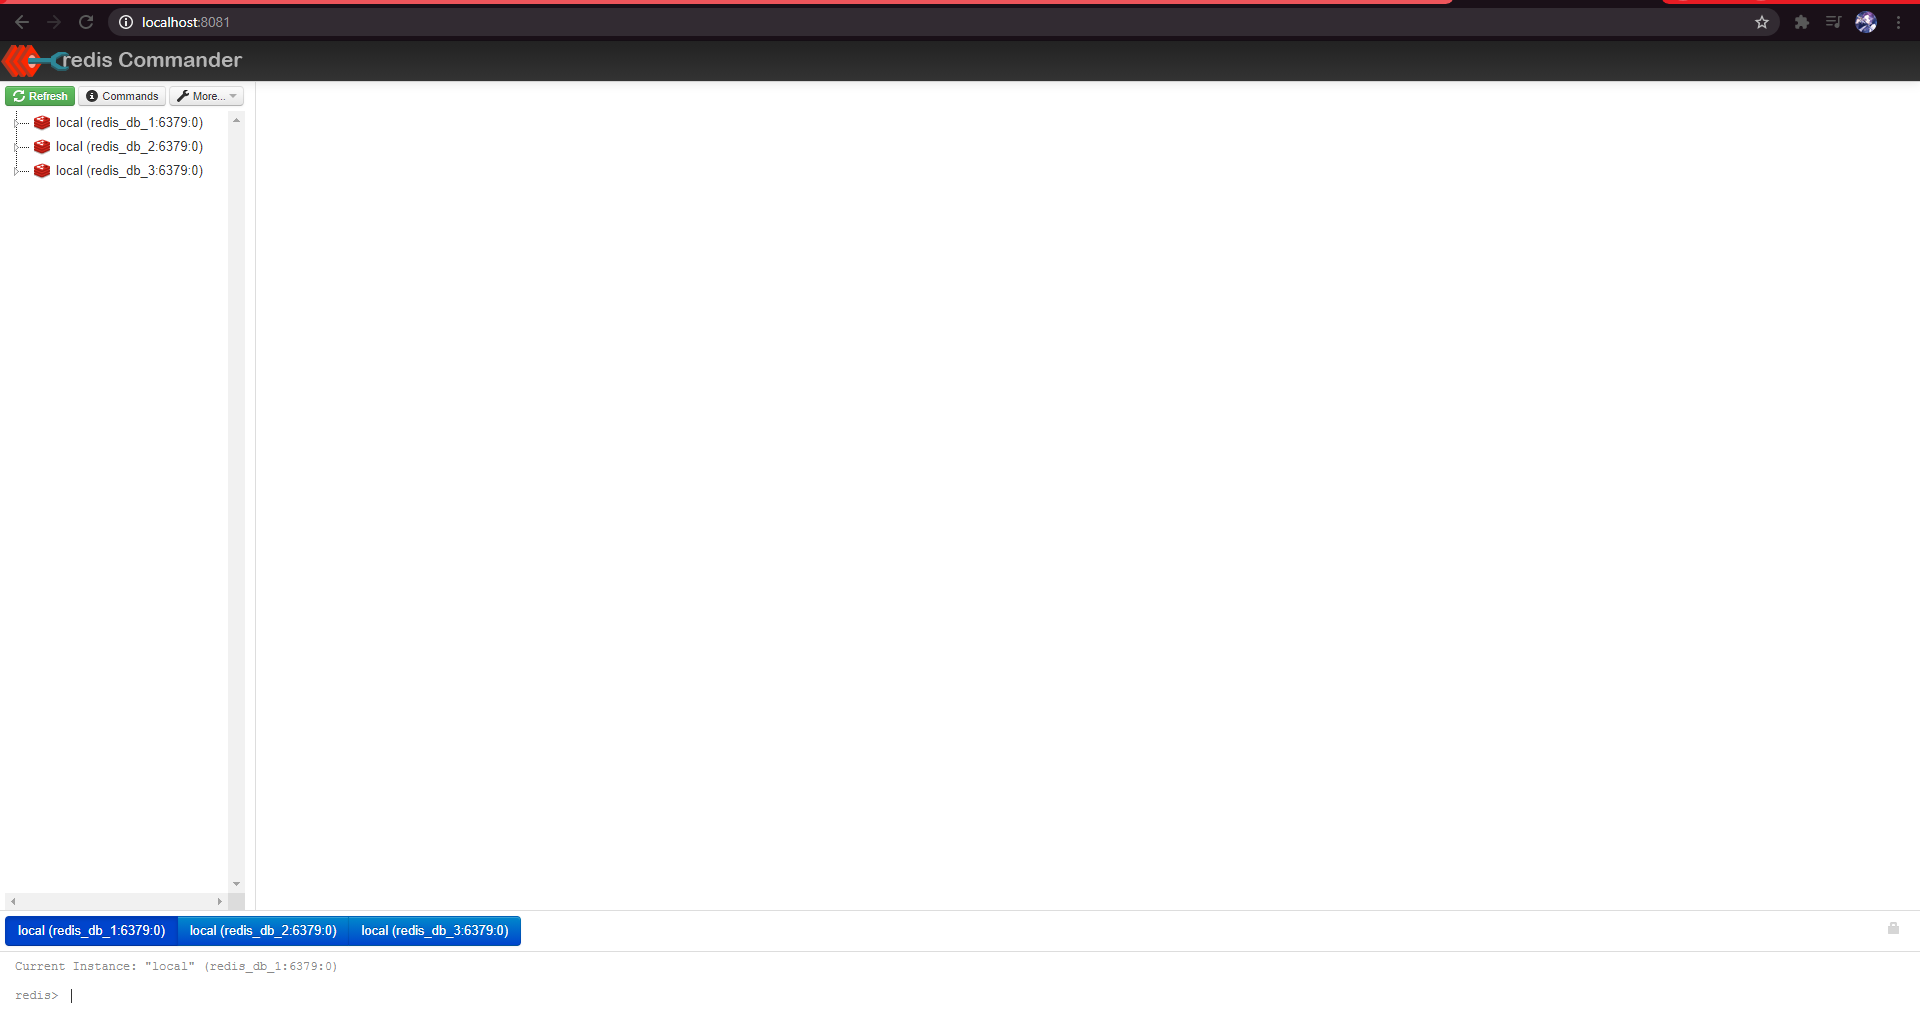 localhost:8081
redis Commander
Refresh Commands More...
local (redis_db_1:6379:0)
local (redis_db_2:6379:0)
local (redis_db_3:6379:0)
local (redis_db_1:6379:0) local (redis_db_2:6379:0) local (redis_db_3:6379:0)
Current Instance: "local" (redis_db_1:6379:0)
redis>